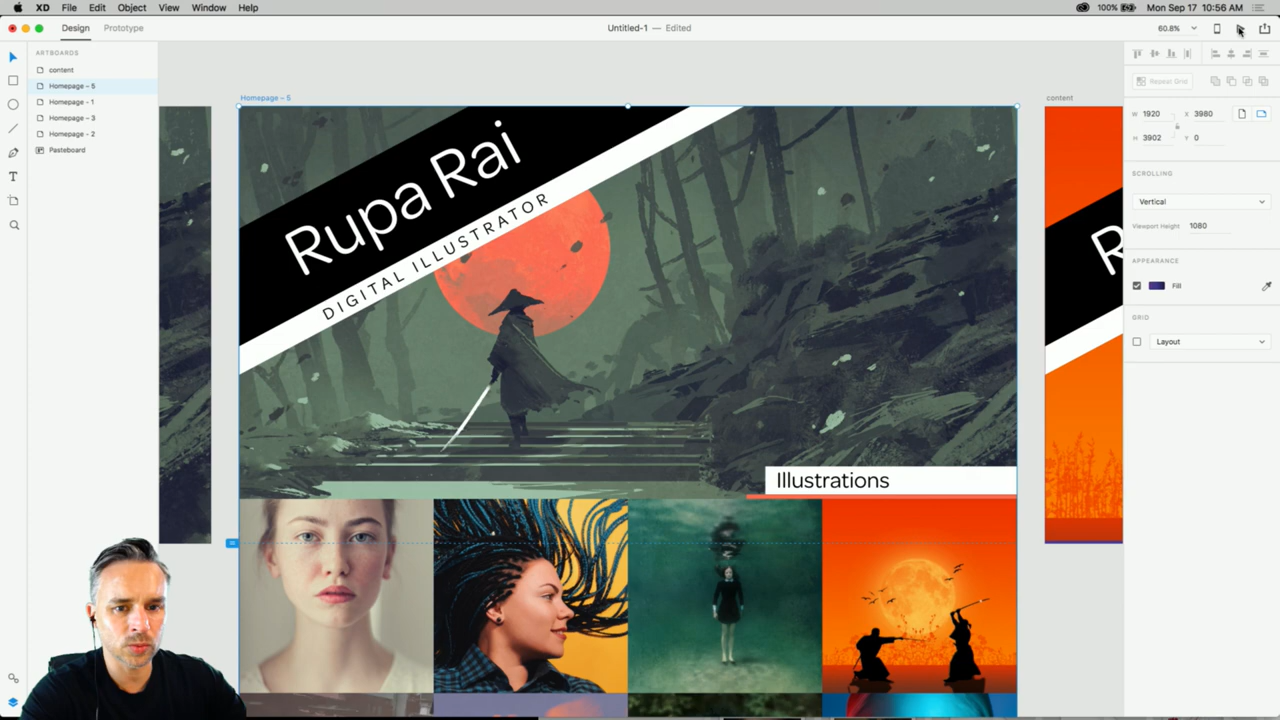 XD File Edit Object View Window Help
100% Mon Sep 17 10:56 AM
Design Prototype
Untitled-1 — Edited
60.8%
ARTBOARDS
content
Homepage – 5
Homepage - 1
Homepage – 3
Homepage - 2
Pasteboard
Homepage – 5
content
Rupa Rai
DIGITAL ILLUSTRATOR
Illustrations
R
Repeat Grid
W 1920 X 3980
H 3902 Y 0
SCROLLING
Vertical
Viewport Height 1080
APPEARANCE
Fill
GRID
Layout